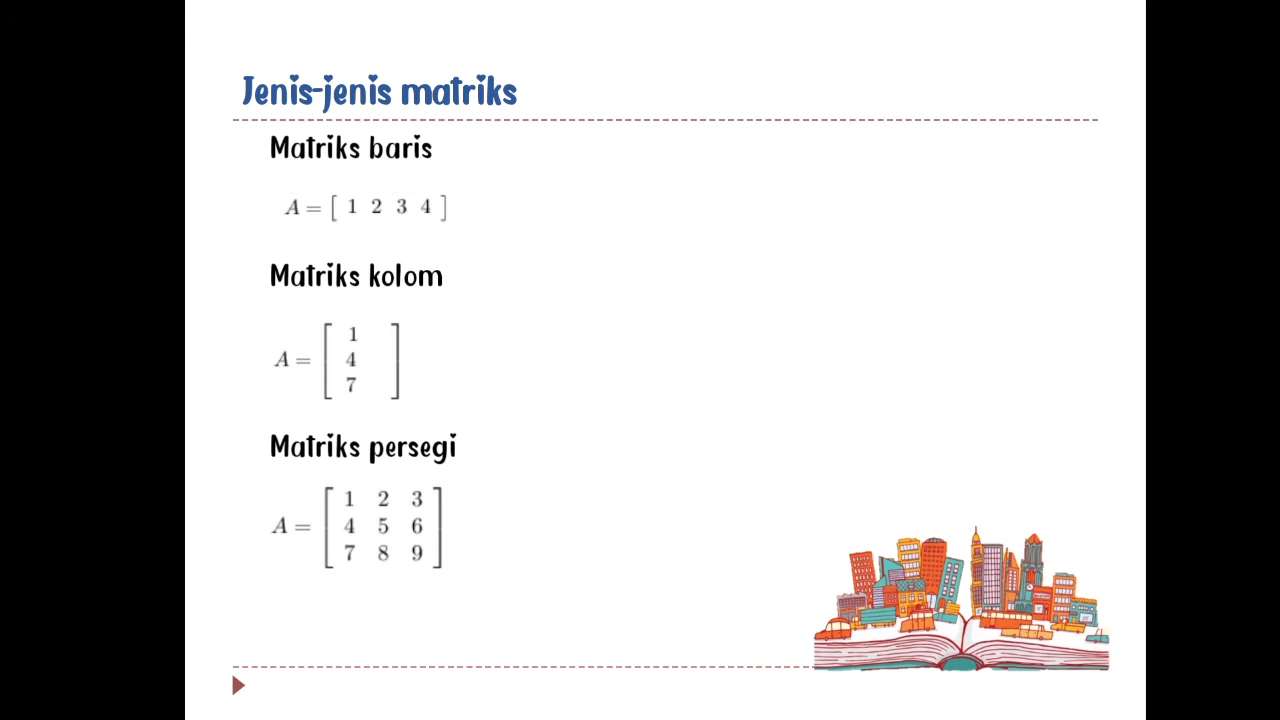 Jenis-jenis matriks
Matriks baris
A = [ 1 2 3 4 ]
Matriks kolom
1
A = [ 4 ]
7
Matriks persegi
1 2 3
A = [ 4 5 6 ]
7 8 9